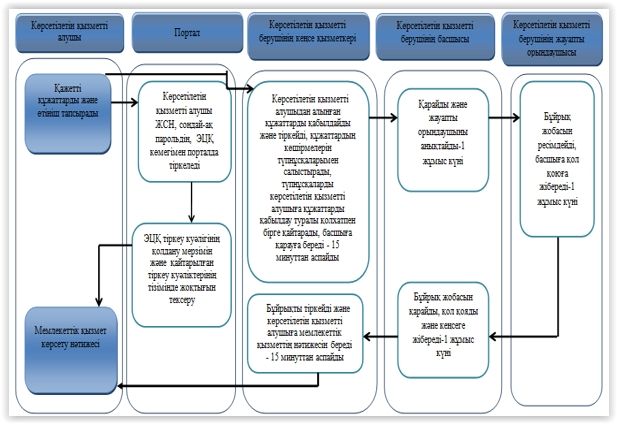 Көрсетілетін қызметті
алушы
Портал
Көрсетілетін қызметті
берушінің кеңсе қызметкері
Көрсетілетін қызметті
берушінің басшысы
Көрсетілетін қызметті
берушінің жауапты
орындаушысы
Қажетті
құжаттарды және
өтініш тапсырады
Көрсетілетін
қызметті алушы
ЖСН, сондай-ақ
парольдің, ЭЦҚ
көмегімен порталда
тіркеледі
Көрсетілетін қызметті
алушыдан алынған
құжаттарды қабылдайды
және тіркейді, құжаттардың
көшірмелерін
түпнұсқаларымен
салыстырады,
түпнұсқаларды
көрсетілетін қызметті
алушыға құжаттарды
қабылдау туралы қолхатпен
бірге қайтарады, басшыға
қарауға береді - 15
минуттан аспайды
Қарайды және
жауапты
орындаушыны
анықтайды-1
жұмыс күні
Бұйрық
жобасын
ресімдейді,
басшыға қол
қоюға
жібереді-1
жұмыс күні
ЭЦҚ тіркеу куәлігінің
қолдану мерзімін
және қайтарылған
тіркеу куәліктерінің
тізімінде жоқтығын
тексеру
Мемлекеттік қызмет
көрсету нәтижесі
Бұйрықты тіркейді және
көрсетілетін қызметті
алушыға мемлекеттік
қызметтің нәтижесін береді
- 15 минуттан аспайды
Бұйрық жобасын
қарайды, қол қояды
және кеңсеге
жібереді-1 жұмыс
күні